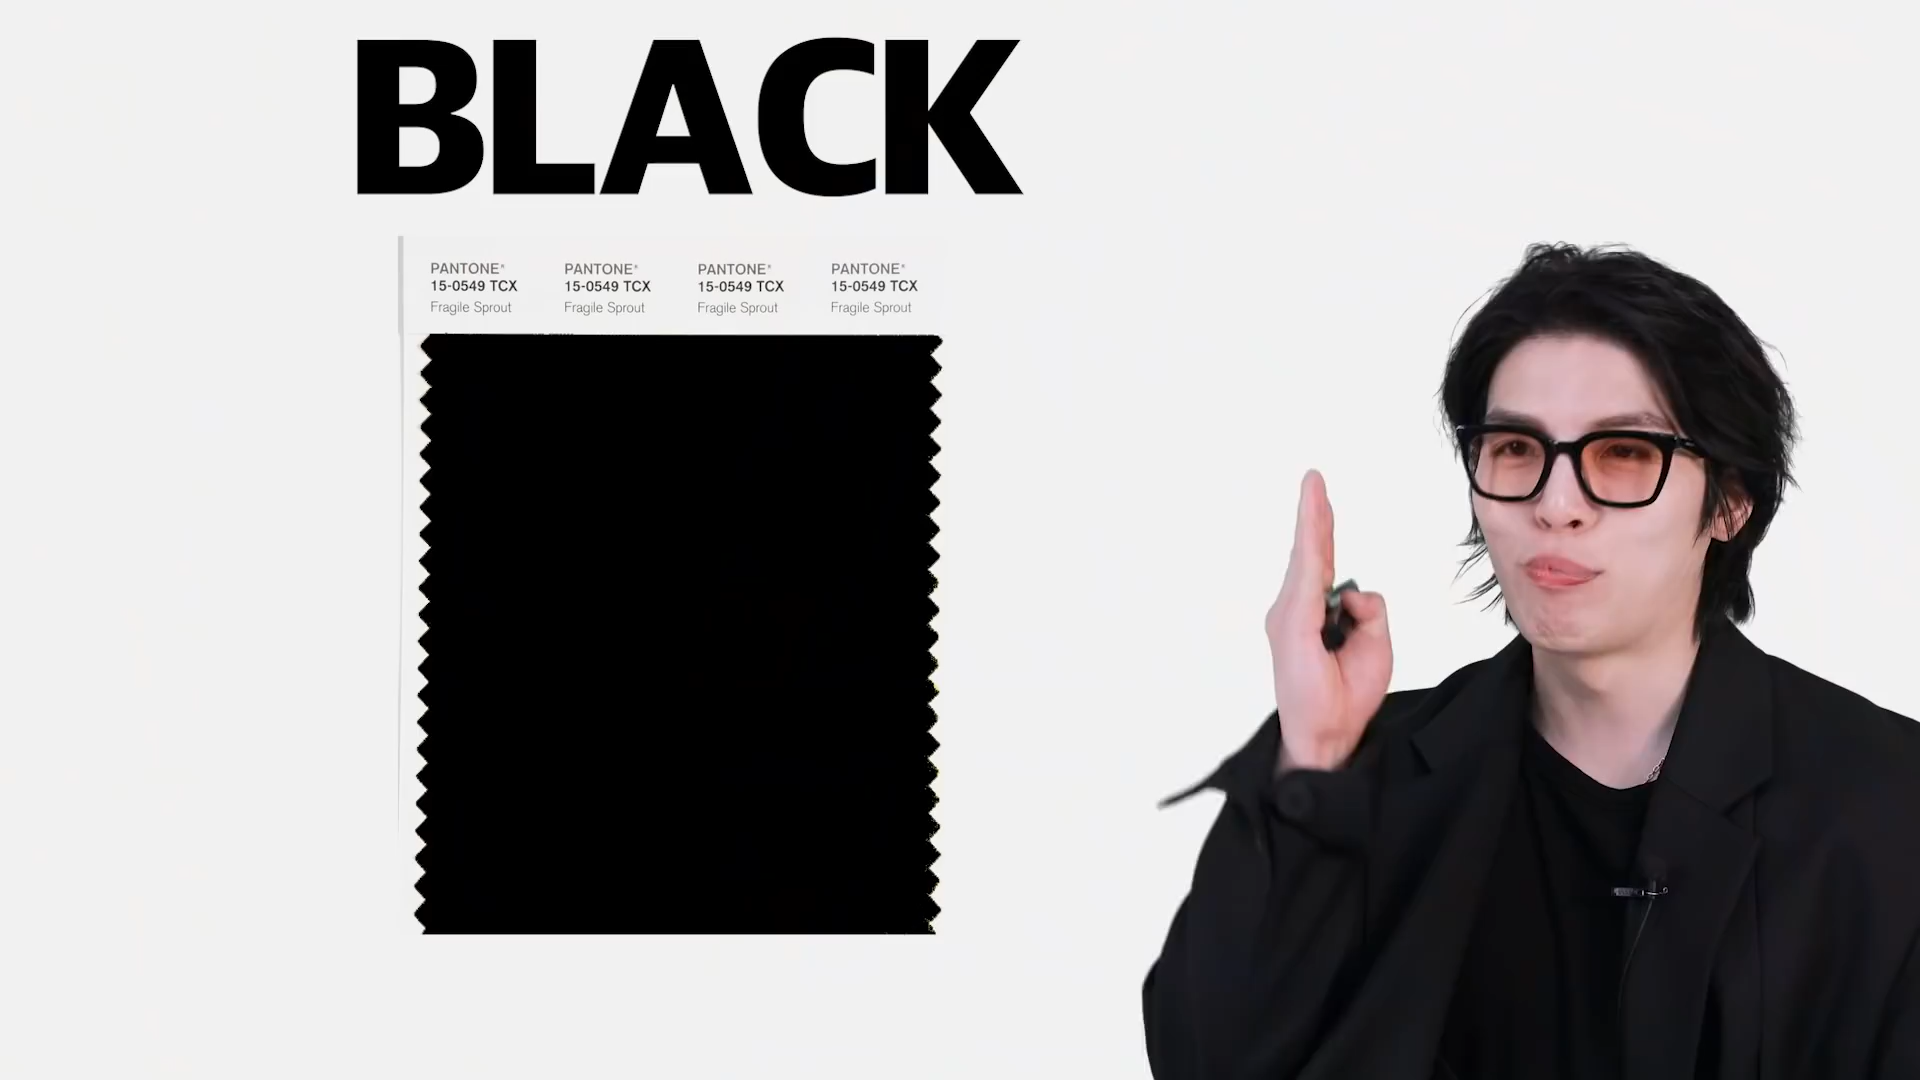 BLACK
PANTONE® PANTONE® PANTONE® PANTONE®
15-0549 TCX 15-0549 TCX 15-0549 TCX 15-0549 TCX
Fragile Sprout Fragile Sprout Fragile Sprout Fragile Sprout